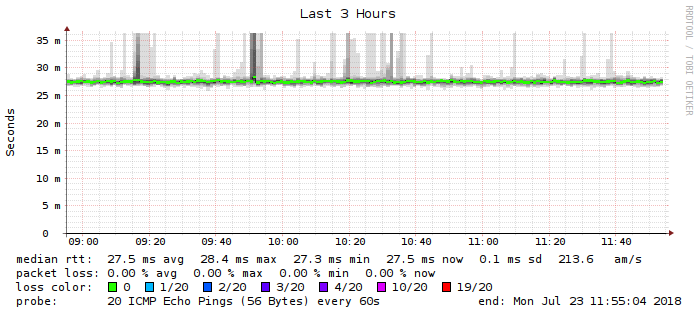 Last 3 Hours
RRDTOOL / TOBI OETIKER
Seconds
35 m
30 m
25 m
20 m
15 m
10 m
5 m
0
09:00 09:20 09:40 10:00 10:20 10:40 11:00 11:20 11:40
median rtt: 27.5 ms avg 28.4 ms max 27.3 ms min 27.5 ms now 0.1 ms sd 213.6 am/s
packet loss: 0.00 % avg 0.00 % max 0.00 % min 0.00 % now
loss color: 0 1/20 2/20 3/20 4/20 10/20 19/20
probe: 20 ICMP Echo Pings (56 Bytes) every 60s end: Mon Jul 23 11:55:04 2018